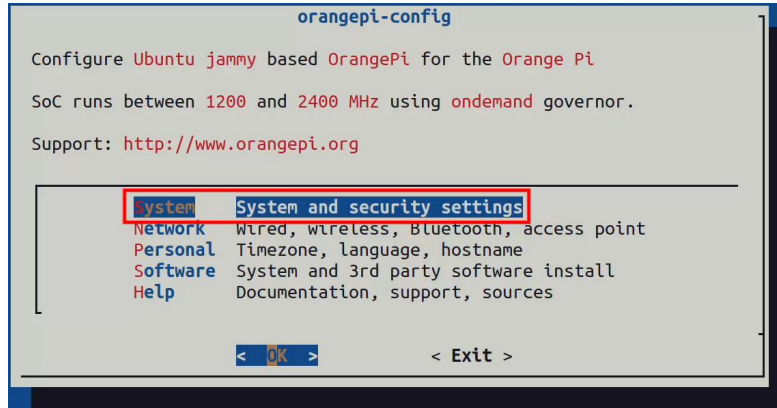 orangepi-config
Configure Ubuntu jammy based OrangePi for the Orange Pi
SoC runs between 1200 and 2400 MHz using ondemand governor.
Support: http://www.orangepi.org
System System and security settings
Network Wired, wireless, Bluetooth, access point
Personal Timezone, language, hostname
Software System and 3rd party software install
Help Documentation, support, sources
< OK > < Exit >